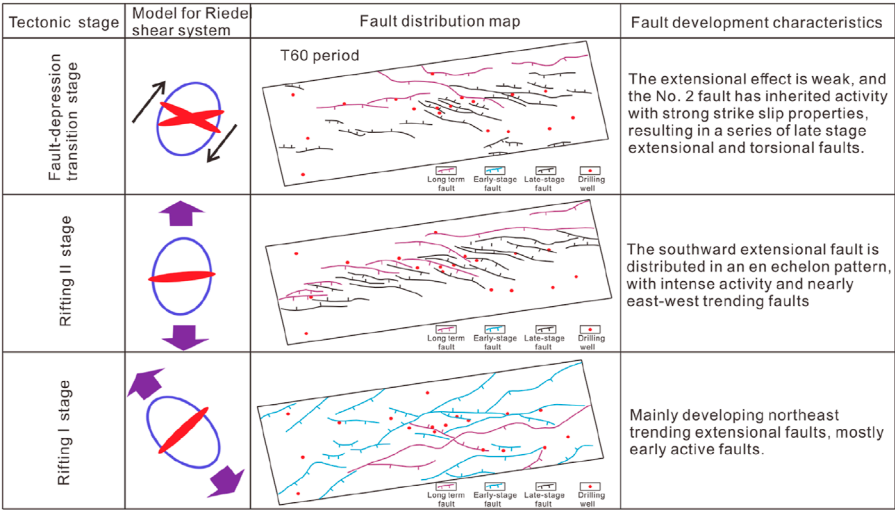 Tectonic stage
Model for Riedel
shear system
Fault distribution map
Fault development characteristics
Fault-depression
transition stage
T60 period
Long term
fault
Early-stage
fault
Late-stage
fault
Drilling
well
The extensional effect is weak, and
the No. 2 fault has inherited activity
with strong strike slip properties,
resulting in a series of late stage
extensional and torsional faults.
Rifting II stage
Long term
fault
Early-stage
fault
Late-stage
fault
Drilling
well
The southward extensional fault is
distributed in an en echelon pattern,
with intense activity and nearly
east-west trending faults
Rifting I stage
Long term
fault
Early-stage
fault
Late-stage
fault
Drilling
well
Mainly developing northeast
trending extensional faults, mostly
early active faults.